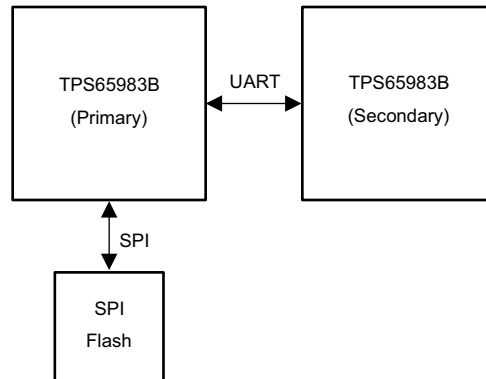 TPS65983B
(Primary)
UART
TPS65983B
(Secondary)
SPI
SPI
Flash